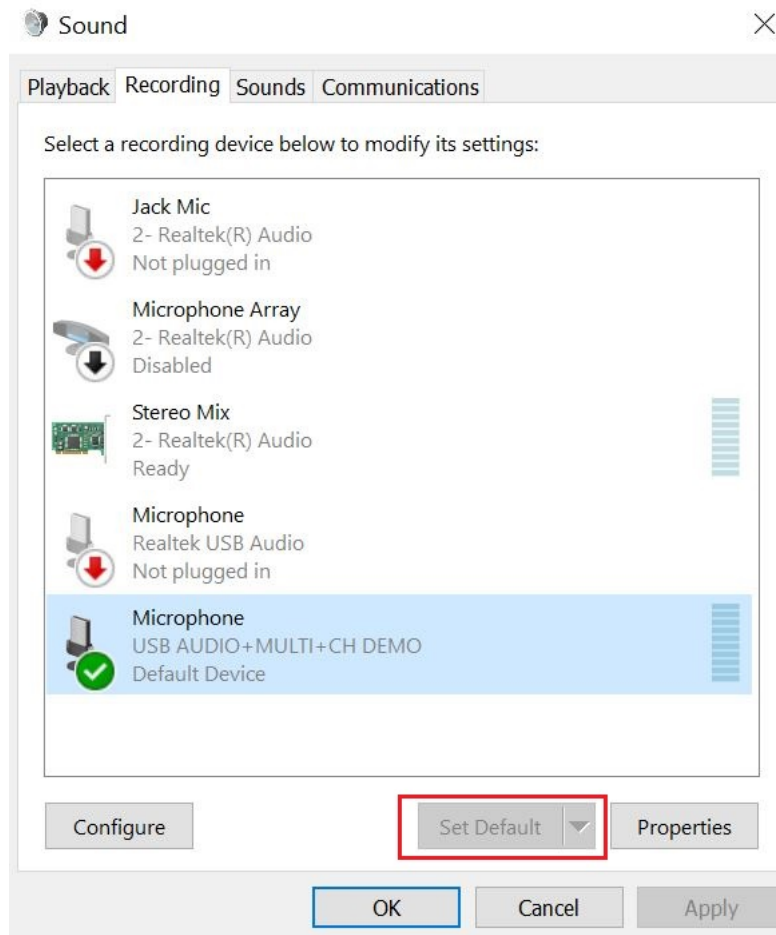 Sound
Playback Recording Sounds Communications
Select a recording device below to modify its settings:
Jack Mic
2- Realtek(R) Audio
Not plugged in
Microphone Array
2- Realtek(R) Audio
Disabled
Stereo Mix
2- Realtek(R) Audio
Ready
Microphone
Realtek USB Audio
Not plugged in
Microphone
USB AUDIO+MULTI+CH DEMO
Default Device
Configure Set Default Properties
OK Cancel Apply